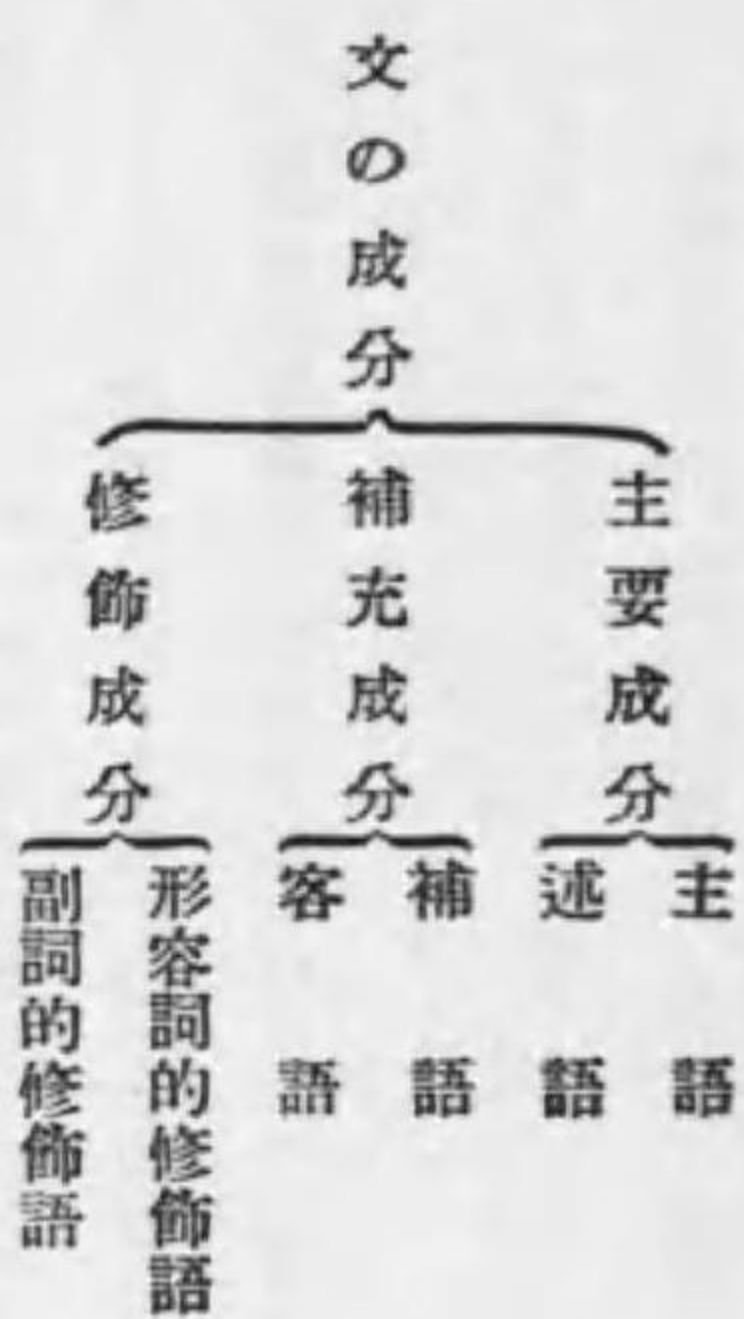 文の成分
主要成分
主語
述語
補充成分
補語
客語
修飾成分
形容詞的修飾語
副詞的修飾語